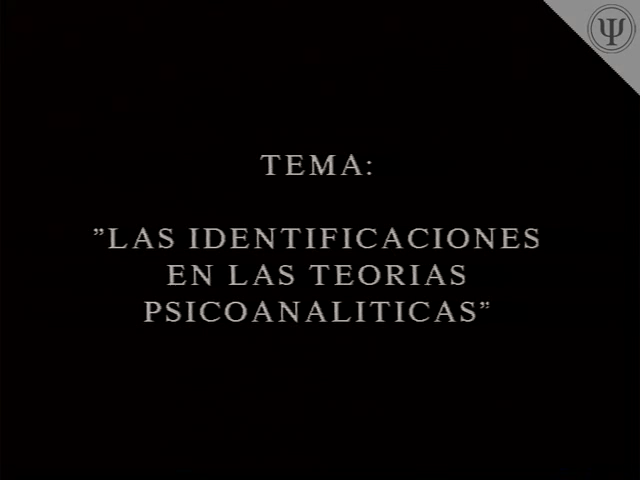 TEMA:
”LAS IDENTIFICACIONES
EN LAS TEORIAS
PSICOANALITICAS”
Ψ